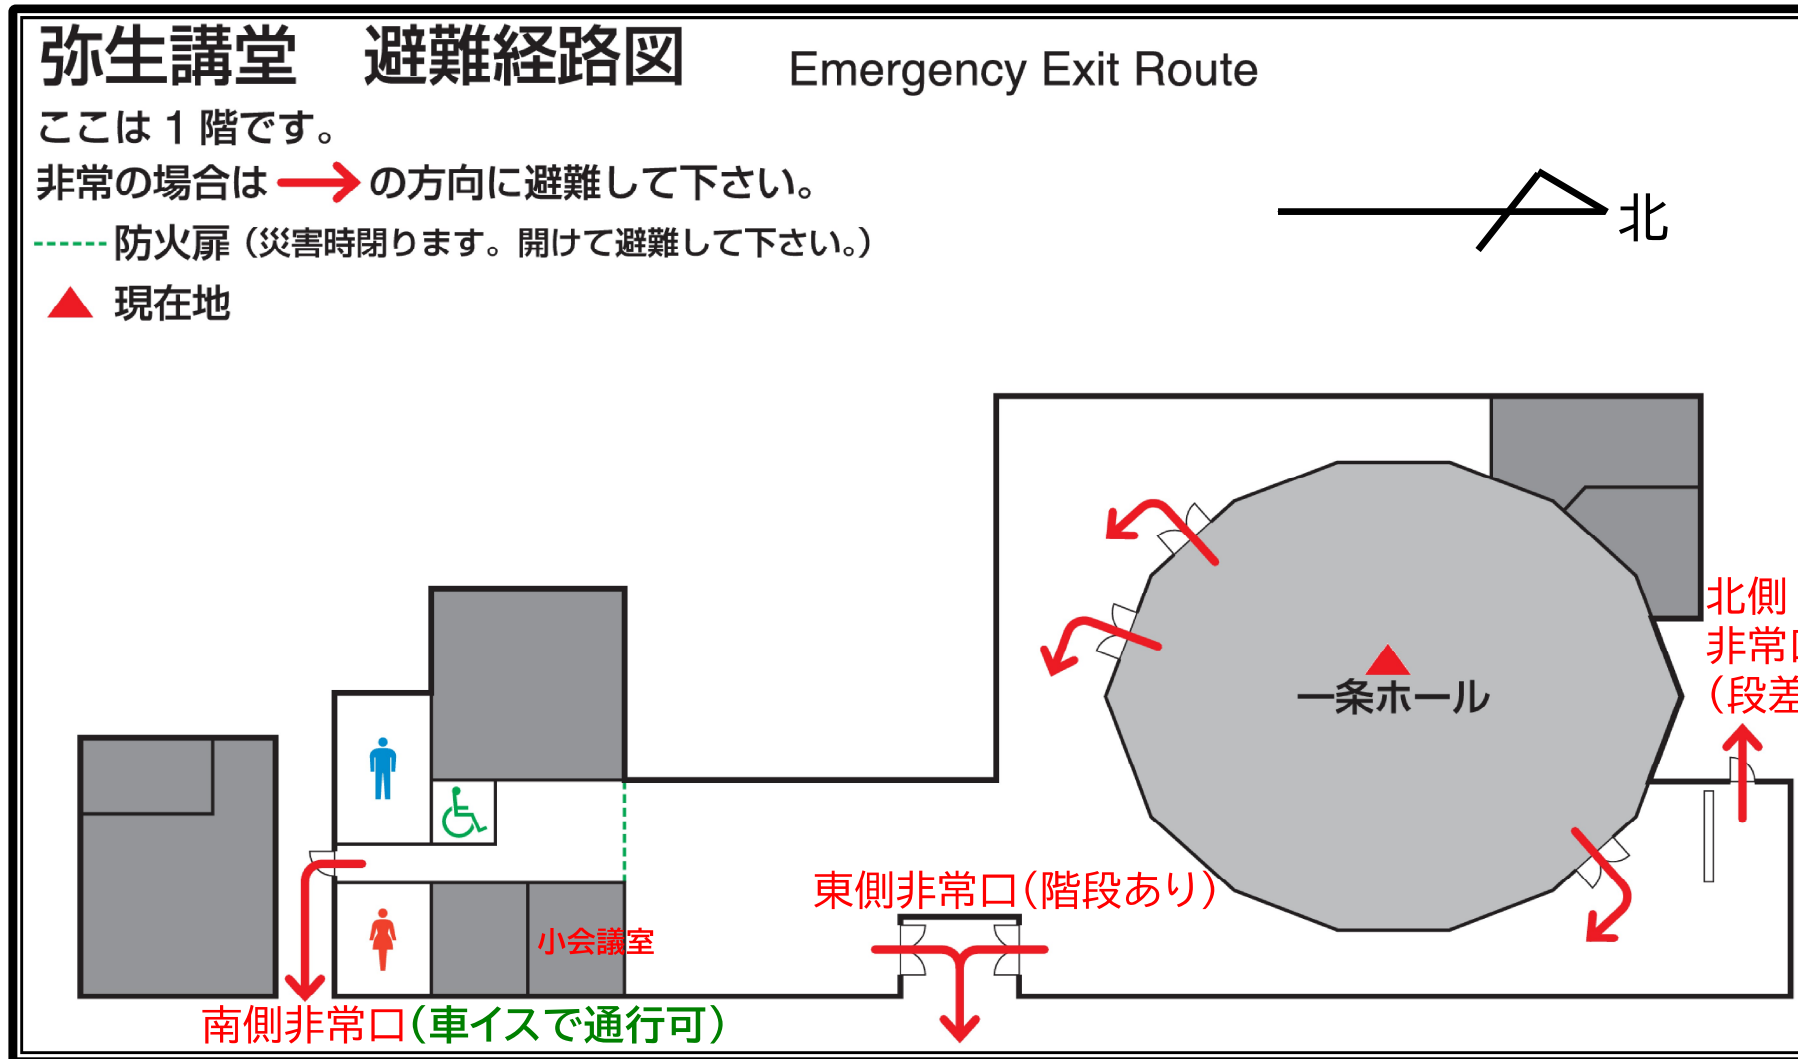 弥生講堂　避難経路図　Emergency Exit Route
ここは 1 階です。
非常の場合は の方向に避難して下さい。
防火扉（災害時閉ります。開けて避難して下さい。）
現在地
北
北側
非常口
（段差
一条ホール
東側非常口（階段あり）
小会議室
南側非常口（車イスで通行可）